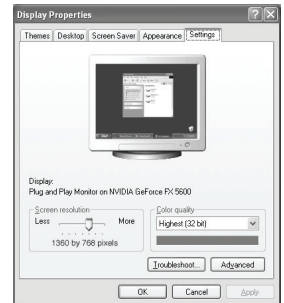 Display Properties
Themes Desktop Screen Saver Appearance Settings
Display:
Plug and Play Monitor on NVIDIA GeForce FX 5600
Screen resolution
Less More
1360 by 768 pixels
Color quality
Highest (32 bit)
Troubleshoot... Advanced
OK Cancel Apply